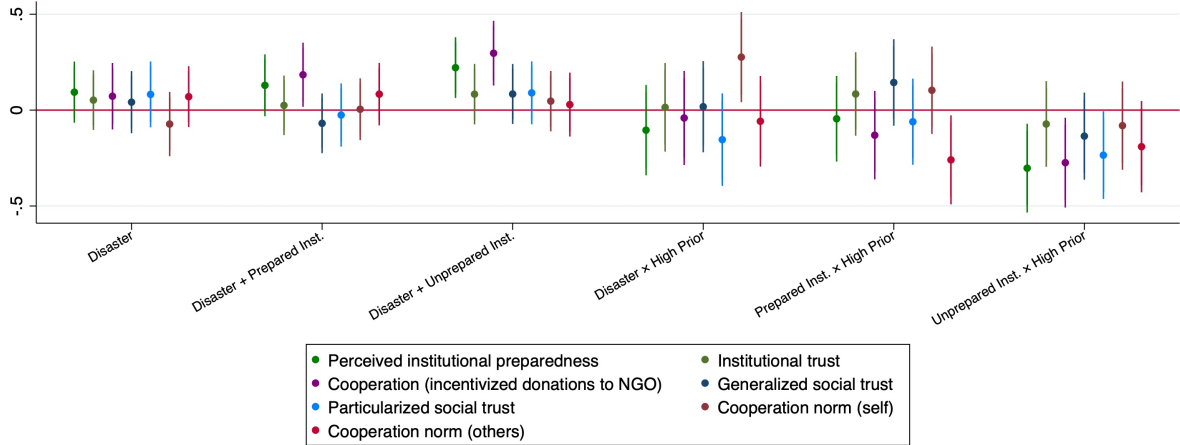 .5
0
-.5
Disaster
Disaster + Prepared Inst.
Disaster + Unprepared Inst.
Disaster x High Prior
Prepared Inst. x High Prior
Unprepared Inst. x High Prior
Perceived institutional preparedness
Institutional trust
Cooperation (incentivized donations to NGO)
Generalized social trust
Particularized social trust
Cooperation norm (self)
Cooperation norm (others)